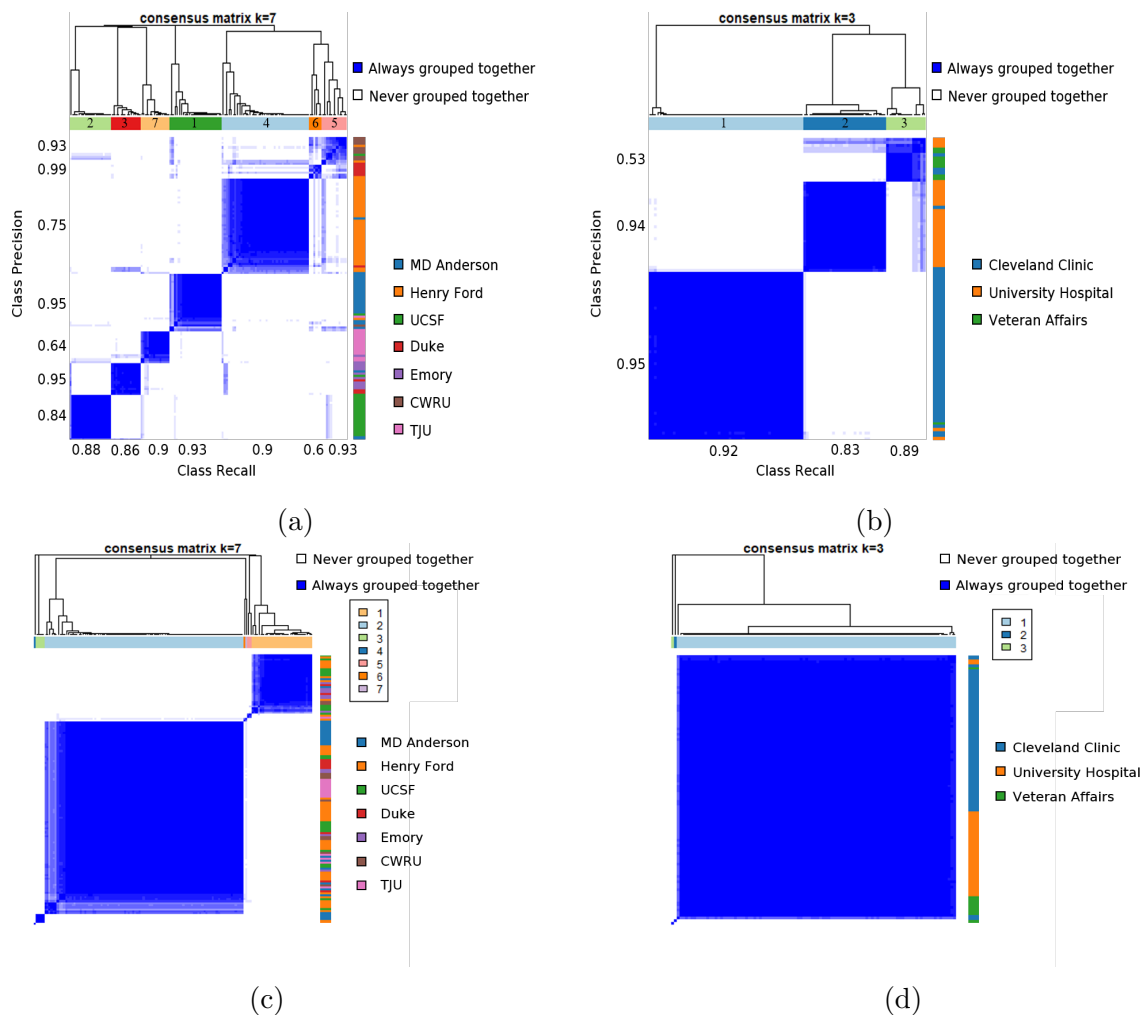 consensus matrix k=7
Always grouped together
Never grouped together
2 3 7 1 4 6 5
Class Precision
0.93
0.99
0.75
0.95
0.64
0.95
0.84
MD Anderson
Henry Ford
UCSF
Duke
Emory
CWRU
TJU
0.88 0.86 0.9 0.93 0.9 0.6 0.93
Class Recall
(a)
consensus matrix k=3
Always grouped together
Never grouped together
1 2 3
Class Precision
0.53
0.94
0.95
Cleveland Clinic
University Hospital
Veteran Affairs
0.92 0.83 0.89
Class Recall
(b)
consensus matrix k=7
Never grouped together
Always grouped together
1
2
3
4
5
6
7
MD Anderson
Henry Ford
UCSF
Duke
Emory
CWRU
TJU
(c)
consensus matrix k=3
Never grouped together
Always grouped together
1
2
3
Cleveland Clinic
University Hospital
Veteran Affairs
(d)